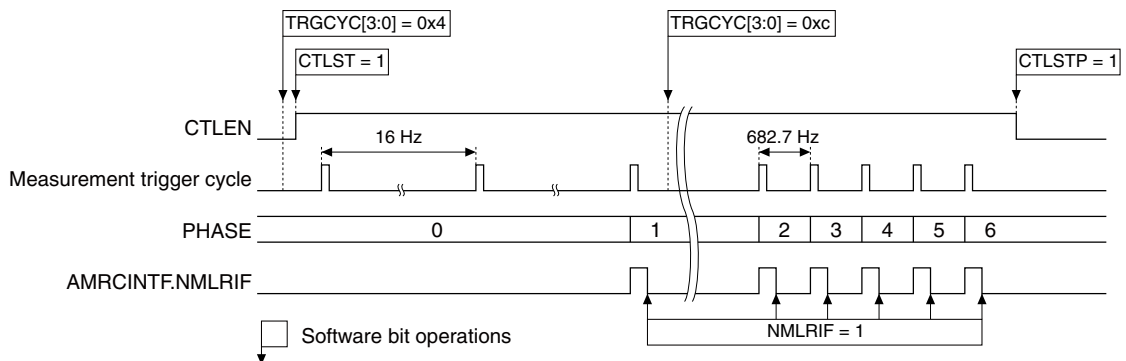 TRGCYC[3:0] = 0x4
TRGCYC[3:0] = 0xc
CTLST = 1
CTLSTP = 1
CTLEN
16 Hz
682.7 Hz
Measurement trigger cycle
PHASE
0
1
2
3
4
5
6
AMRCINTF.NMLRIF
NMLRIF = 1
Software bit operations